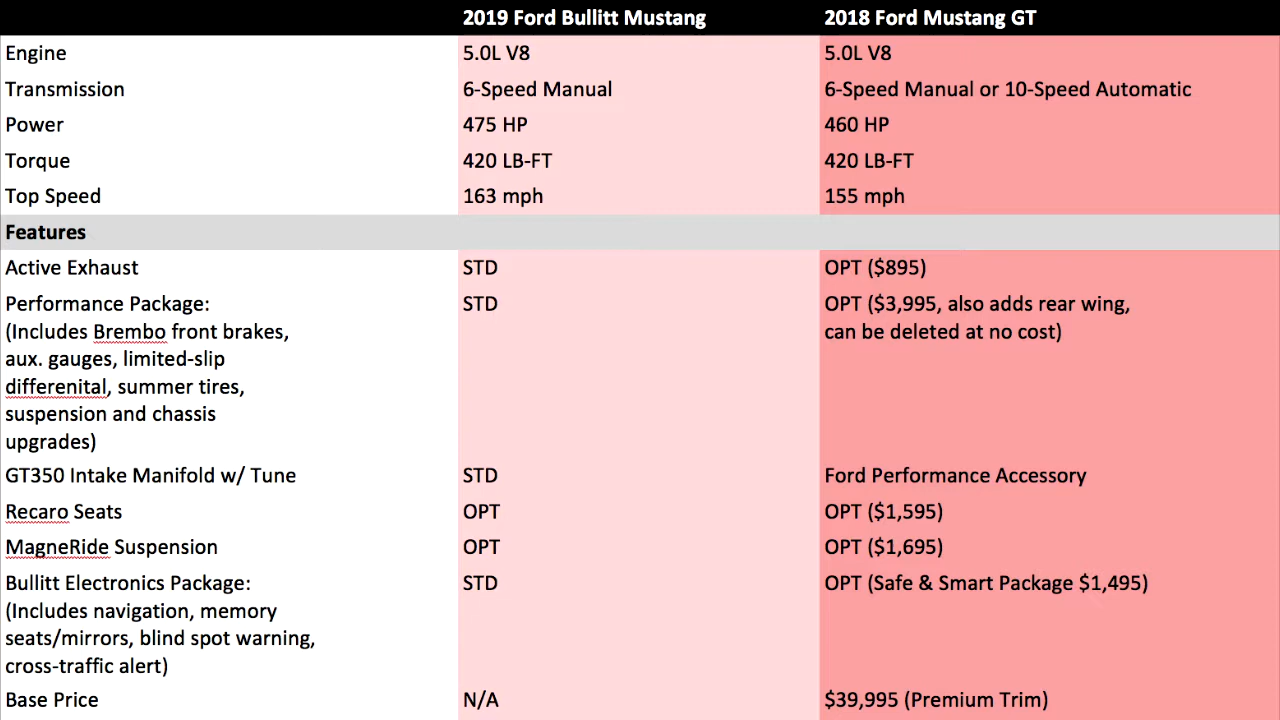 2019 Ford Bullitt Mustang 2018 Ford Mustang GT
Engine 5.0L V8 5.0L V8
Transmission 6-Speed Manual 6-Speed Manual or 10-Speed Automatic
Power 475 HP 460 HP
Torque 420 LB-FT 420 LB-FT
Top Speed 163 mph 155 mph
Features
Active Exhaust STD OPT ($895)
Performance Package: STD OPT ($3,995, also adds rear wing,
(Includes Brembo front brakes, can be deleted at no cost)
aux. gauges, limited-slip
differenital, summer tires,
suspension and chassis
upgrades)
GT350 Intake Manifold w/ Tune STD Ford Performance Accessory
Recaro Seats OPT OPT ($1,595)
MagneRide Suspension OPT OPT ($1,695)
Bullitt Electronics Package: STD OPT (Safe & Smart Package $1,495)
(Includes navigation, memory
seats/mirrors, blind spot warning,
cross-traffic alert)
Base Price N/A $39,995 (Premium Trim)